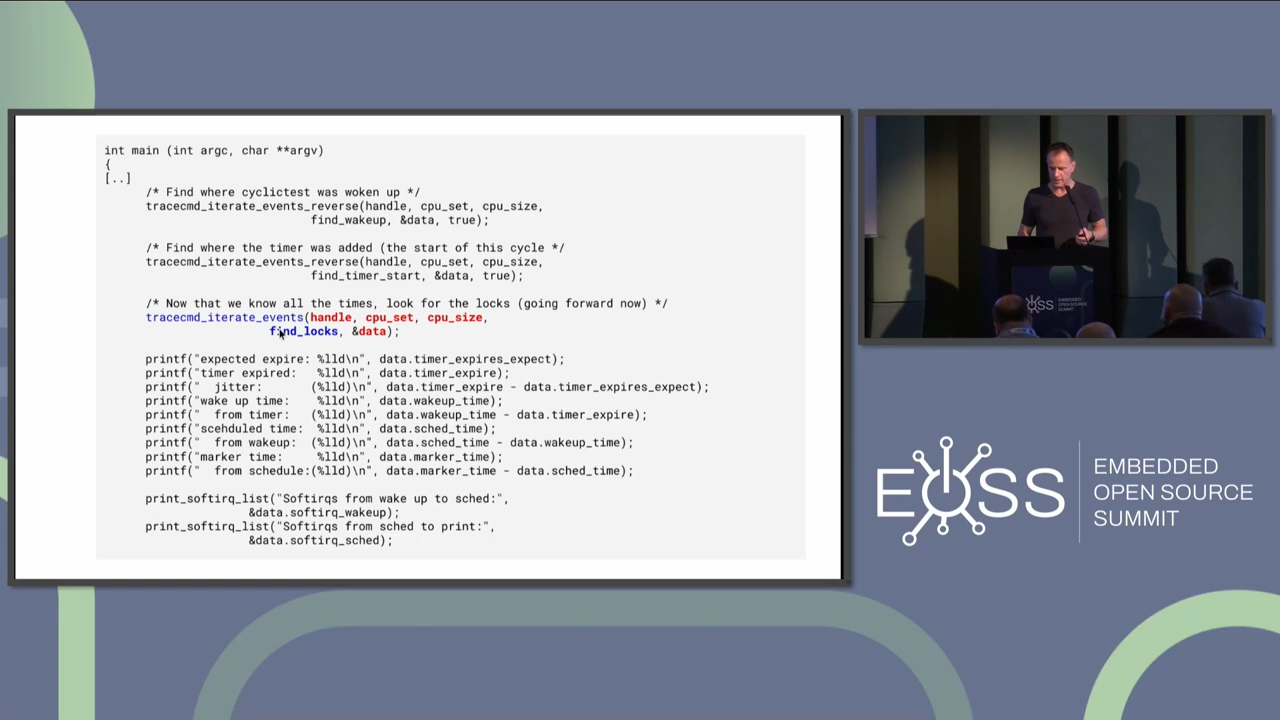 int main (int argc, char **argv)
{
[..]
/* Find where cyclictest was woken up */
tracecmd_iterate_events_reverse(handle, cpu_set, cpu_size,
find_wakeup, &data, true);
/* Find where the timer was added (the start of this cycle */
tracecmd_iterate_events_reverse(handle, cpu_set, cpu_size,
find_timer_start, &data, true);
/* Now that we know all the times, look for the locks (going forward now) */
tracecmd_iterate_events(handle, cpu_set, cpu_size,
find_locks, &data);
printf("expected expire: %lld\n", data.timer_expires_expect);
printf("timer expired:   %lld\n", data.timer_expire);
printf("  jitter:       (%lld)\n", data.timer_expire - data.timer_expires_expect);
printf("wake up time:    %lld\n", data.wakeup_time);
printf("  from timer:   (%lld)\n", data.wakeup_time - data.timer_expire);
printf("scehduled time:  %lld\n", data.sched_time);
printf("  from wakeup:  (%lld)\n", data.sched_time - data.wakeup_time);
printf("marker time:     %lld\n", data.marker_time);
printf("  from schedule:(%lld)\n", data.marker_time - data.sched_time);
print_softirq_list("Softirqs from wake up to sched:",
&data.softirq_wakeup);
print_softirq_list("Softirqs from sched to print:",
&data.softirq_sched);
EOSS
EOSS
EMBEDDED
OPEN SOURCE
SUMMIT